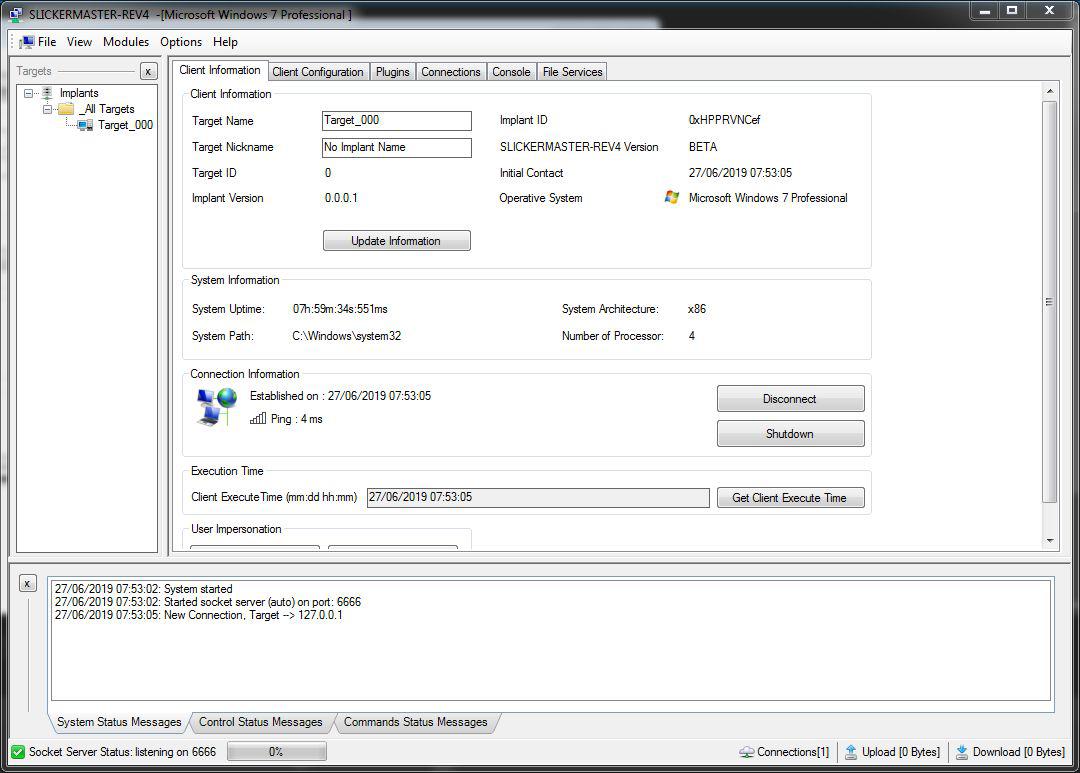 SLICKERMASTER-REV4 -[Microsoft Windows 7 Professional ]
File View Modules Options Help
Targets x
Implants
_All Targets
Target_000
Client Information Client Configuration Plugins Connections Console File Services
Client Information
Target Name Target_000 Implant ID 0xHPPRVNCef
Target Nickname No Implant Name SLICKERMASTER-REV4 Version BETA
Target ID 0 Initial Contact 27/06/2019 07:53:05
Implant Version 0.0.0.1 Operative System Microsoft Windows 7 Professional
Update Information
System Information
System Uptime: 07h:59m:34s:551ms System Architecture: x86
System Path: C:\Windows\system32 Number of Processor: 4
Connection Information
Established on : 27/06/2019 07:53:05
Ping : 4 ms
Disconnect
Shutdown
Execution Time
Client ExecuteTime (mm:dd hh:mm) 27/06/2019 07:53:05 Get Client Execute Time
User Impersonation
x
27/06/2019 07:53:02: System started
27/06/2019 07:53:02: Started socket server (auto) on port: 6666
27/06/2019 07:53:05: New Connection, Target --> 127.0.0.1
System Status Messages Control Status Messages Commands Status Messages
Socket Server Status: listening on 6666 0% Connections[1] Upload [0 Bytes] Download [0 Bytes]